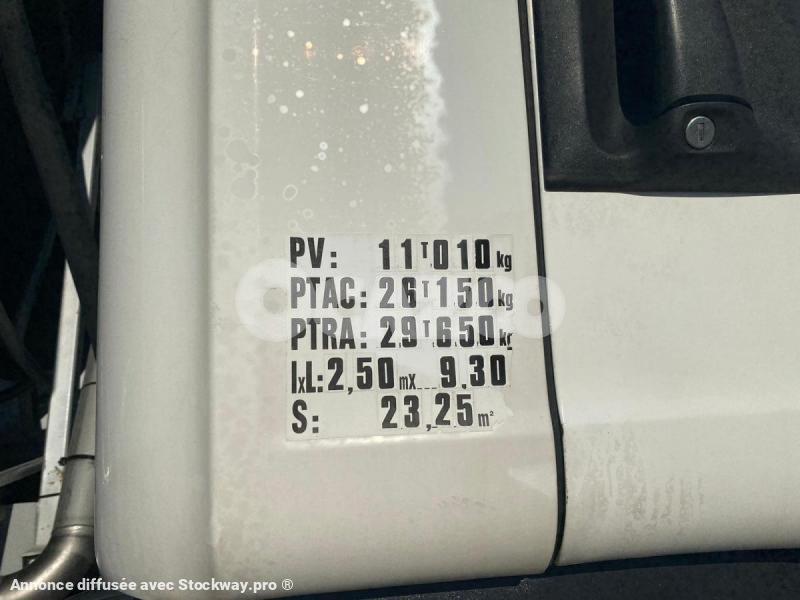 PV: 11T010 kg
PTAC: 26T150 kg
PTRA: 29T650 kg
lxL: 2,50 mx 9.30
S: 23,25 m²
Annonce diffusée avec Stockway.pro ®